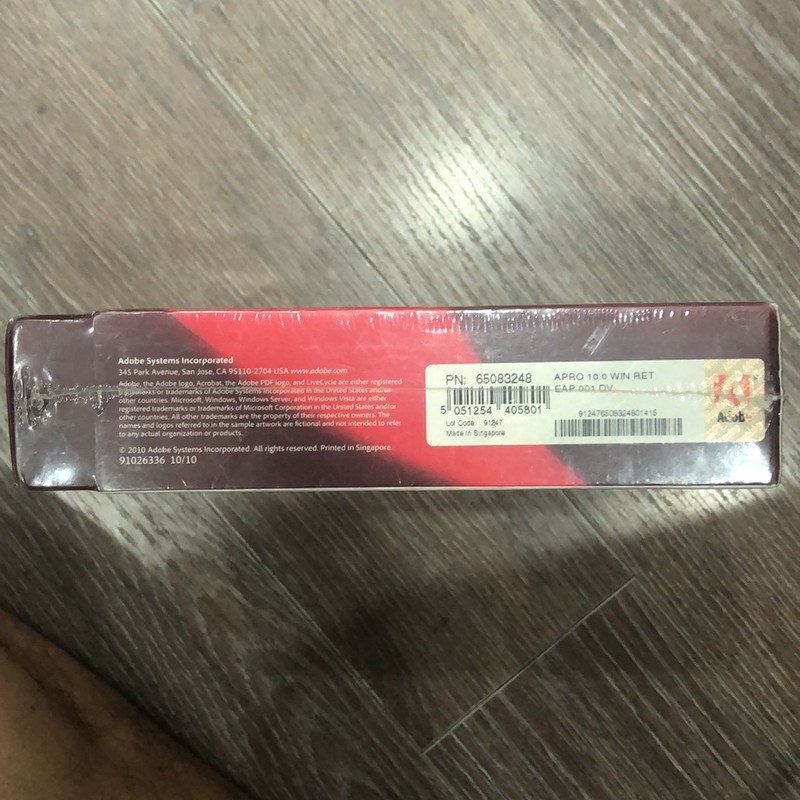 Adobe Systems Incorporated
345 Park Avenue, San Jose, CA 95110-2704 USA www.adobe.com
Adobe, the Adobe logo, Acrobat, the Adobe PDF logo, and LiveCycle are either registered
trademarks or trademarks of Adobe Systems Incorporated in the United States and/or
other countries. Microsoft, Windows, Windows Server, and Windows Vista are either
registered trademarks or trademarks of Microsoft Corporation in the United States and/or
other countries. All other trademarks are the property of their respective owners. The
names and logos referred to in the sample artwork are fictional and not intended to refer
to any actual organization or products.
© 2010 Adobe Systems Incorporated. All rights reserved. Printed in Singapore.
91026336 10/10
PN: 65083248
5 051254 405801
Lot Code 91247
Made in Singapore
APRO 10.0 WIN RET
EAP 001 DV
912476508324801415
Adobe